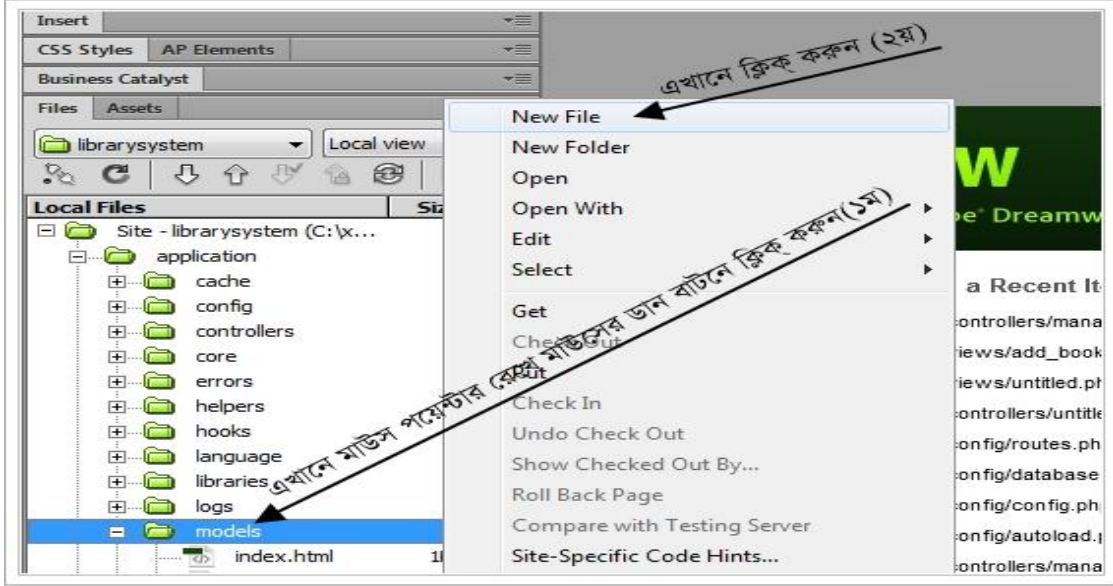 Insert
CSS Styles AP Elements
Business Catalyst
Files Assets
librarysystem Local view
Local Files
Site - librarysystem (C:\x...
application
cache
config
controllers
core
errors
helpers
hooks
language
libraries
logs
models
index.html
এখানে ক্লিক্ করুন (২য়)
New File
New Folder
Open
Open With
Edit
Select
Get
Check Out
Put
Check In
Undo Check Out
Show Checked Out By...
Roll Back Page
Compare with Testing Server
Site-Specific Code Hints...
এখানে মাউস পয়েন্টার রেখে মাউসের ডান বাটনে ক্লিক্ করুন(১ম)
W
be® Dreamw
a Recent It
controllers/mana
views/add_book
views/untitled.ph
controllers/untitle
config/routes.ph
config/database
config/config.ph
config/autoload.p
controllers/mana